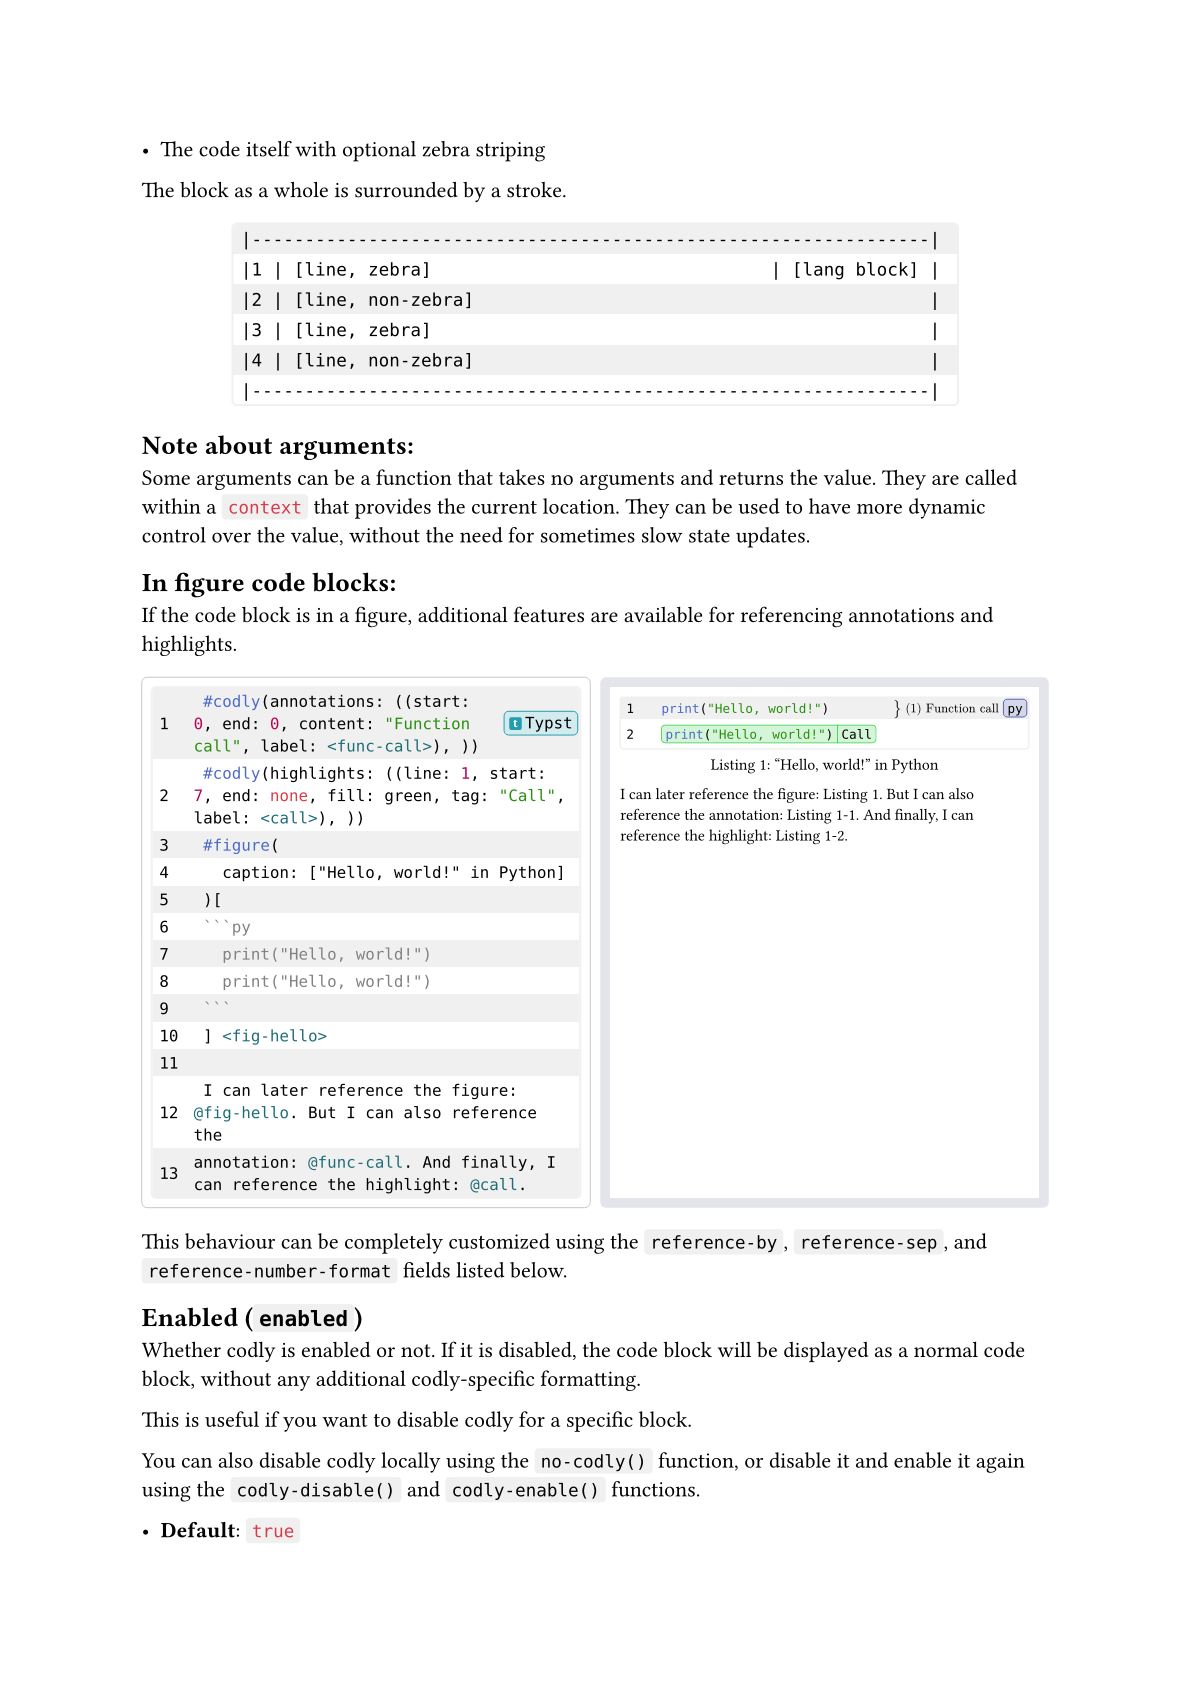 • The code itself with optional zebra striping
The block as a whole is surrounded by a stroke.
|----------------------------------------------------------------|
|1 | [line, zebra]                                | [lang block] |
|2 | [line, non-zebra]                                           |
|3 | [line, zebra]                                               |
|4 | [line, non-zebra]                                           |
|----------------------------------------------------------------|
Note about arguments:
Some arguments can be a function that takes no arguments and returns the value. They are called
within a context that provides the current location. They can be used to have more dynamic
control over the value, without the need for sometimes slow state updates.
In figure code blocks:
If the code block is in a figure, additional features are available for referencing annotations and
highlights.
#codly(annotations: ((start:
1 0, end: 0, content: "Function Typst
call", label: <func-call>), ))
#codly(highlights: ((line: 1, start:
2 7, end: none, fill: green, tag: "Call",
label: <call>), ))
3 #figure(
4   caption: ["Hello, world!" in Python]
5 )[
6 ```py
7   print("Hello, world!")
8   print("Hello, world!")
9 ```
10 ] <fig-hello>
11
I can later reference the figure:
12 @fig-hello. But I can also reference
the
13 annotation: @func-call. And finally, I
can reference the highlight: @call.
1 print("Hello, world!") } (1) Function call py
2 print("Hello, world!") Call
Listing 1: “Hello, world!” in Python
I can later reference the figure: Listing 1. But I can also
reference the annotation: Listing 1-1. And finally, I can
reference the highlight: Listing 1-2.
This behaviour can be completely customized using the reference-by, reference-sep, and
reference-number-format fields listed below.
Enabled (enabled)
Whether codly is enabled or not. If it is disabled, the code block will be displayed as a normal code
block, without any additional codly-specific formatting.
This is useful if you want to disable codly for a specific block.
You can also disable codly locally using the no-codly() function, or disable it and enable it again
using the codly-disable() and codly-enable() functions.
• Default: true